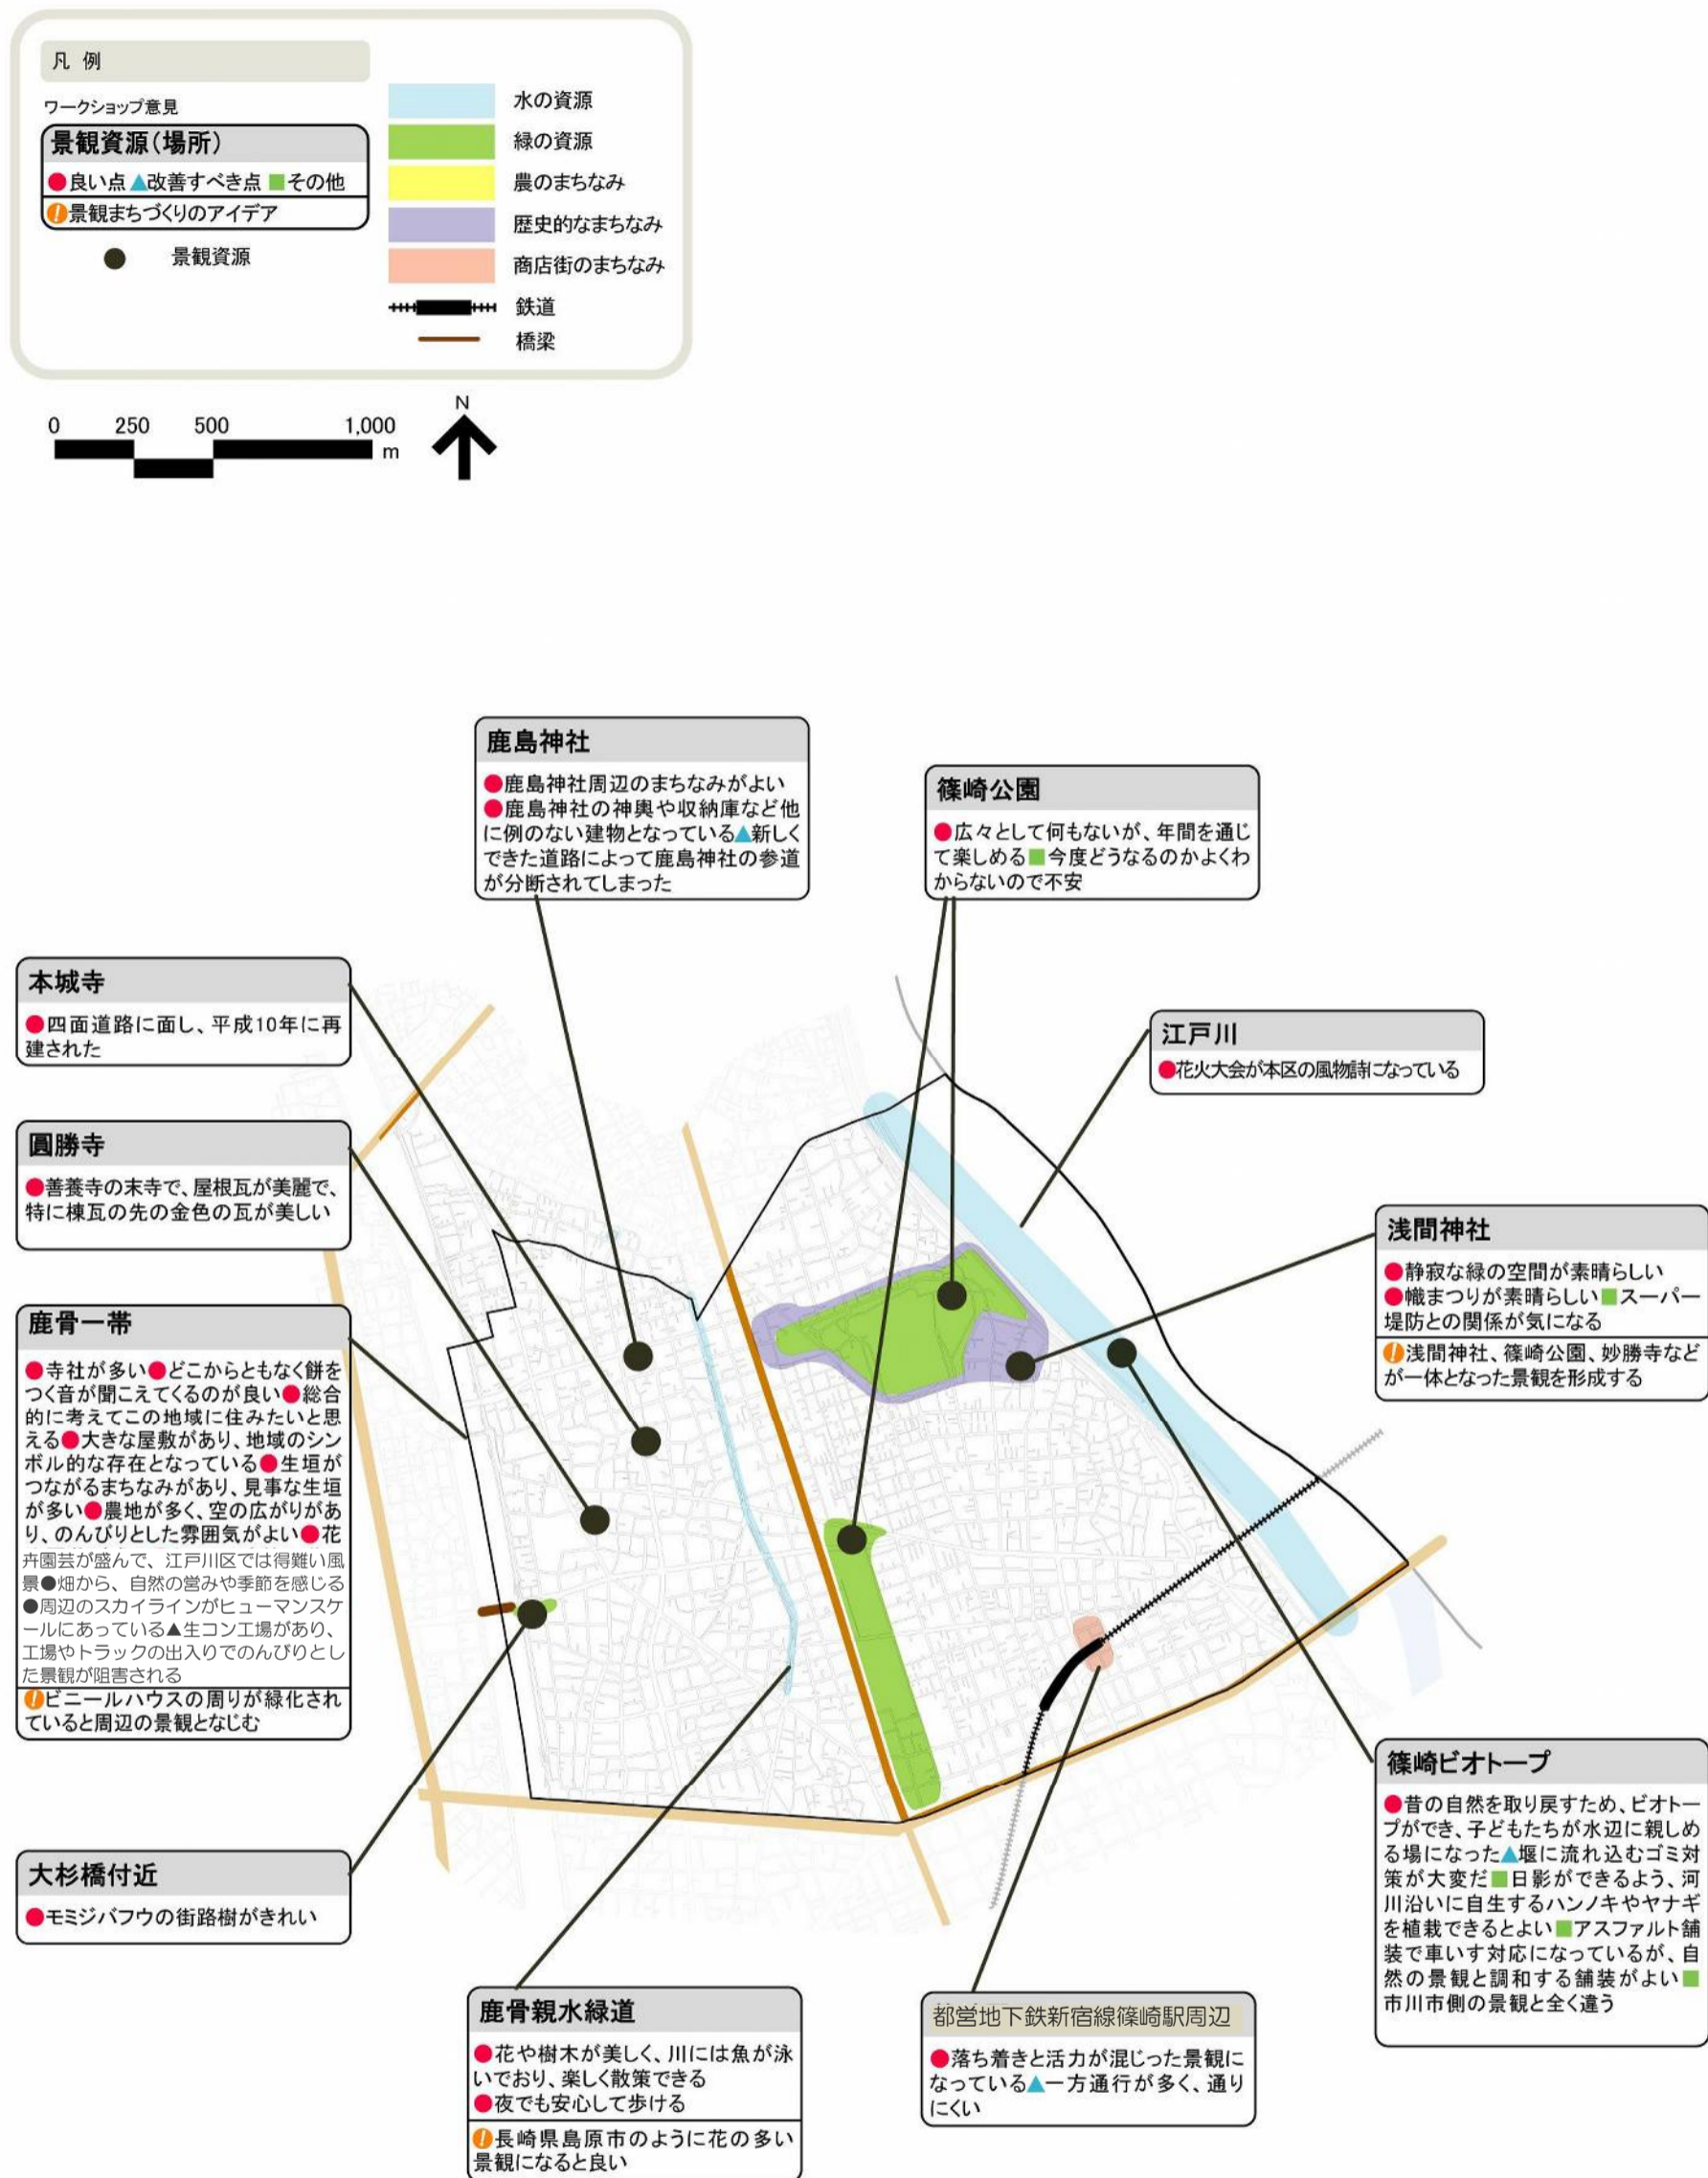 凡 例
ワークショップ意見
景観資源(場所)
●良い点▲改善すべき点■その他
!景観まちづくりのアイデア
● 景観資源
水の資源
緑の資源
農のまちなみ
歴史的なまちなみ
商店街のまちなみ
鉄道
橋梁
0 250 500 1,000
m
N
鹿島神社
●鹿島神社周辺のまちなみがよい
●鹿島神社の神輿や収納庫など他
に例のない建物となっている▲新しく
できた道路によって鹿島神社の参道
が分断されてしまった
篠崎公園
●広々として何もないが、年間を通じ
て楽しめる■今度どうなるのかよくわ
からないので不安
本城寺
●四面道路に面し、平成10年に再
建された
江戸川
●花火大会が本区の風物詩になっている
圓勝寺
●善養寺の末寺で、屋根瓦が美麗で、
特に棟瓦の先の金色の瓦が美しい
浅間神社
●静寂な緑の空間が素晴らしい
●幟まつりが素晴らしい■スーパー
堤防との関係が気になる
!浅間神社、篠崎公園、妙勝寺など
が一体となった景観を形成する
鹿骨一帯
●寺社が多い●どこからともなく餅を
つく音が聞こえてくるのが良い●総合
的に考えてこの地域に住みたいと思
える●大きな屋敷があり、地域のシン
ボル的な存在となっている●生垣が
つながるまちなみがあり、見事な生垣
が多い●農地が多く、空の広がりがあ
り、のんびりとした雰囲気がよい●花
卉園芸が盛んで、江戸川区では得難い風
景●畑から、自然の営みや季節を感じる
●周辺のスカイラインがヒューマンスケ
ールにあっている▲生コン工場があり、
工場やトラックの出入りでのんびりとし
た景観が阻害される
!ビニールハウスの周りが緑化され
ていると周辺の景観となじむ
篠崎ビオトープ
●昔の自然を取り戻すため、ビオトー
プができ、子どもたちが水辺に親しめ
る場になった▲堰に流れ込むゴミ対
策が大変だ■日影ができるよう、河
川沿いに自生するハンノキやヤナギ
を植栽できるとよい■アスファルト舗
装で車いす対応になっているが、自
然の景観と調和する舗装がよい■
市川市側の景観と全く違う
大杉橋付近
●モミジバフウの街路樹がきれい
鹿骨親水緑道
●花や樹木が美しく、川には魚が泳
いでおり、楽しく散策できる
●夜でも安心して歩ける
!長崎県島原市のように花の多い
景観になると良い
都営地下鉄新宿線篠崎駅周辺
●落ち着きと活力が混じった景観に
なっている▲一方通行が多く、通り
にくい